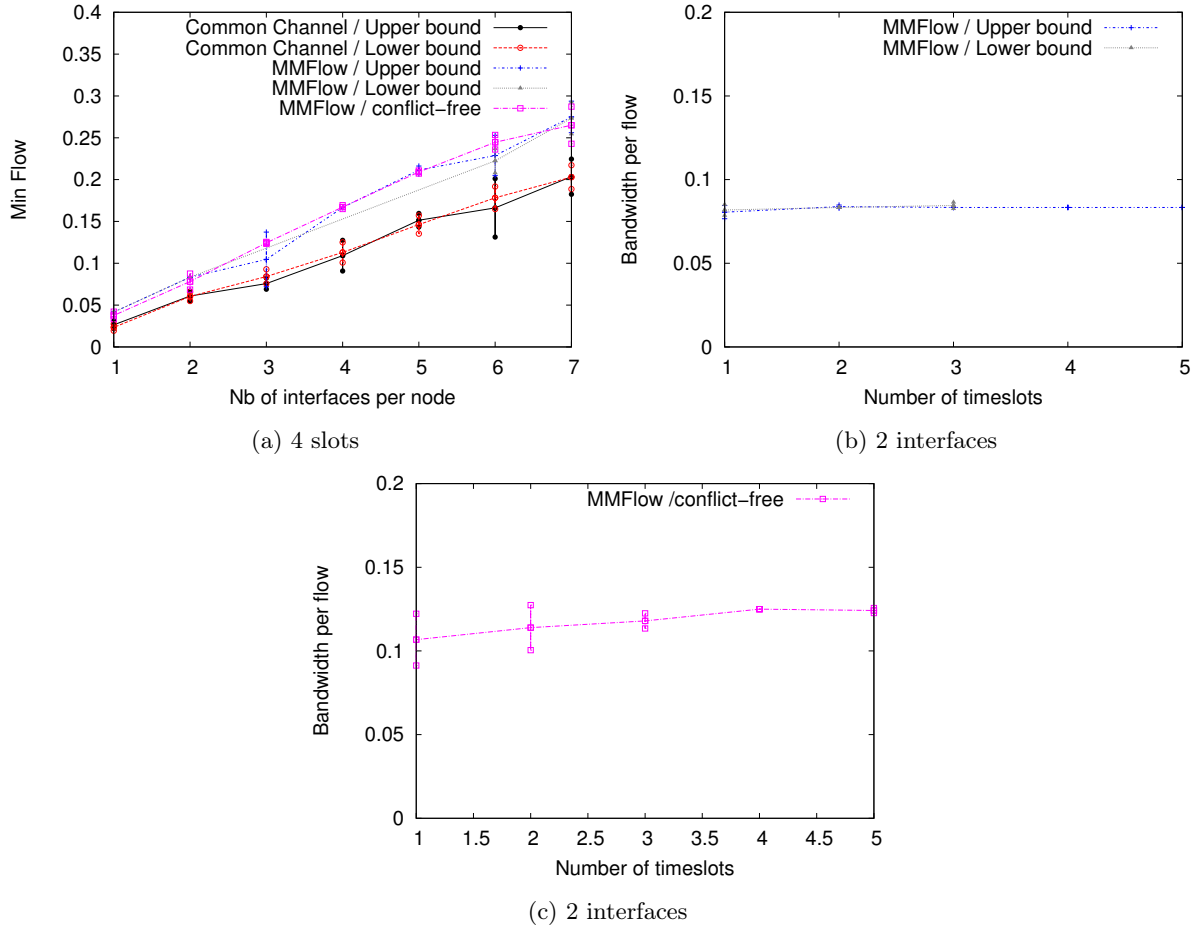 0.4
0.35
0.3
0.25
0.2
0.15
0.1
0.05
0
Min Flow
Common Channel / Upper bound
Common Channel / Lower bound
MMFlow / Upper bound
MMFlow / Lower bound
MMFlow / conflict-free
1 2 3 4 5 6 7
Nb of interfaces per node
(a) 4 slots
0.2
0.15
0.1
0.05
0
Bandwidth per flow
MMFlow / Upper bound
MMFlow / Lower bound
1 2 3 4 5
Number of timeslots
(b) 2 interfaces
0.2
0.15
0.1
0.05
0
Bandwidth per flow
MMFlow /conflict-free
1 1.5 2 2.5 3 3.5 4 4.5 5
Number of timeslots
(c) 2 interfaces